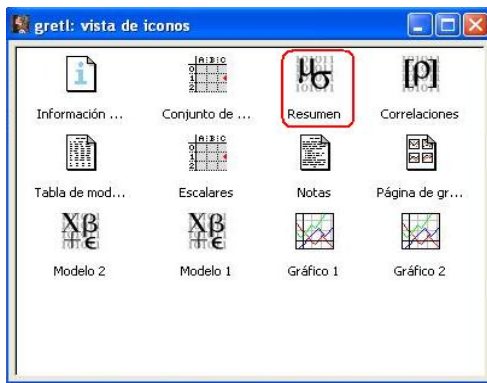 gretl: vista de iconos
Información ...
Conjunto de ...
Resumen
Correlaciones
Tabla de mod...
Escalares
Notas
Página de gr...
Modelo 2
Modelo 1
Gráfico 1
Gráfico 2